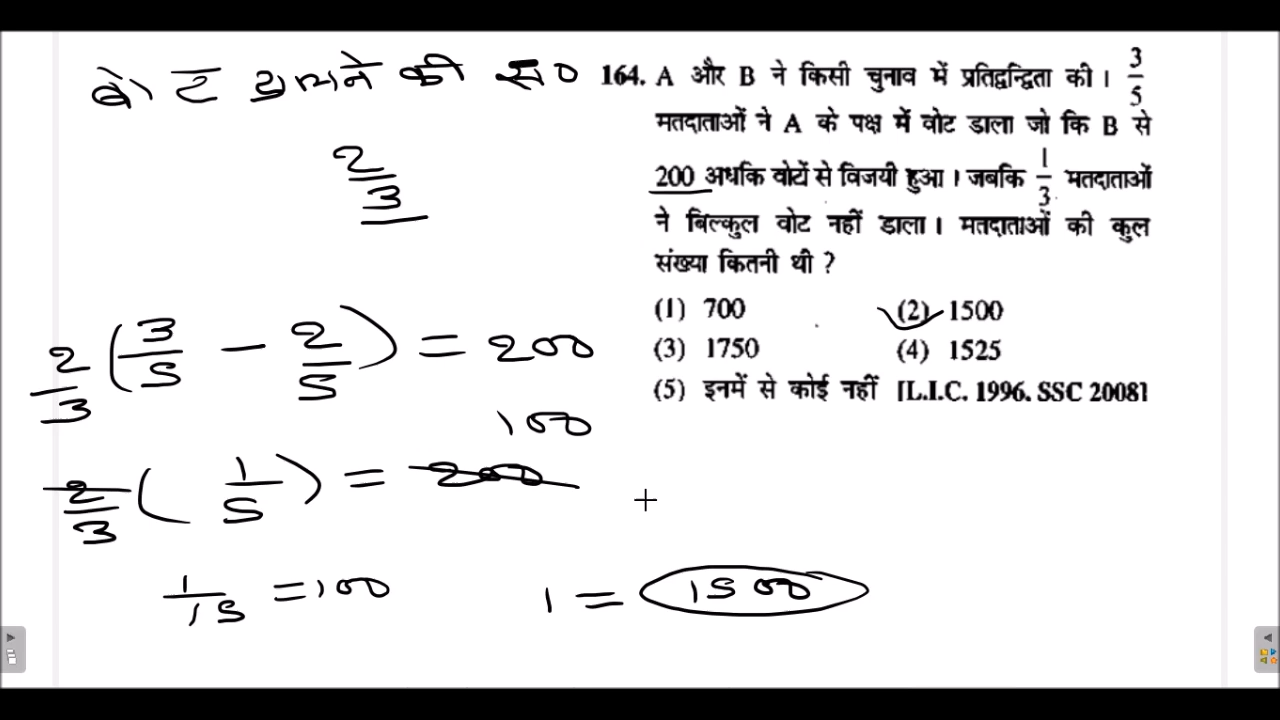 वोट डालने की सं०
2/3
2/3 (3/5 - 2/5) = 200
100
2/3 ( 1/5 ) = 200
1/15 = 100
1 = 1500
164. A और B ने किसी चुनाव में प्रतिद्वन्द्विता की। 3/5
मतदाताओं ने A के पक्ष में वोट डाला जो कि B से
200 अधकि वोटों से विजयी हुआ। जबकि 1/3 मतदाताओं
ने बिल्कुल वोट नहीं डाला। मतदाताओं की कुल
संख्या कितनी थी ?
(1) 700 (2) 1500
(3) 1750 (4) 1525
(5) इनमें से कोई नहीं [L.I.C. 1996. SSC 2008]